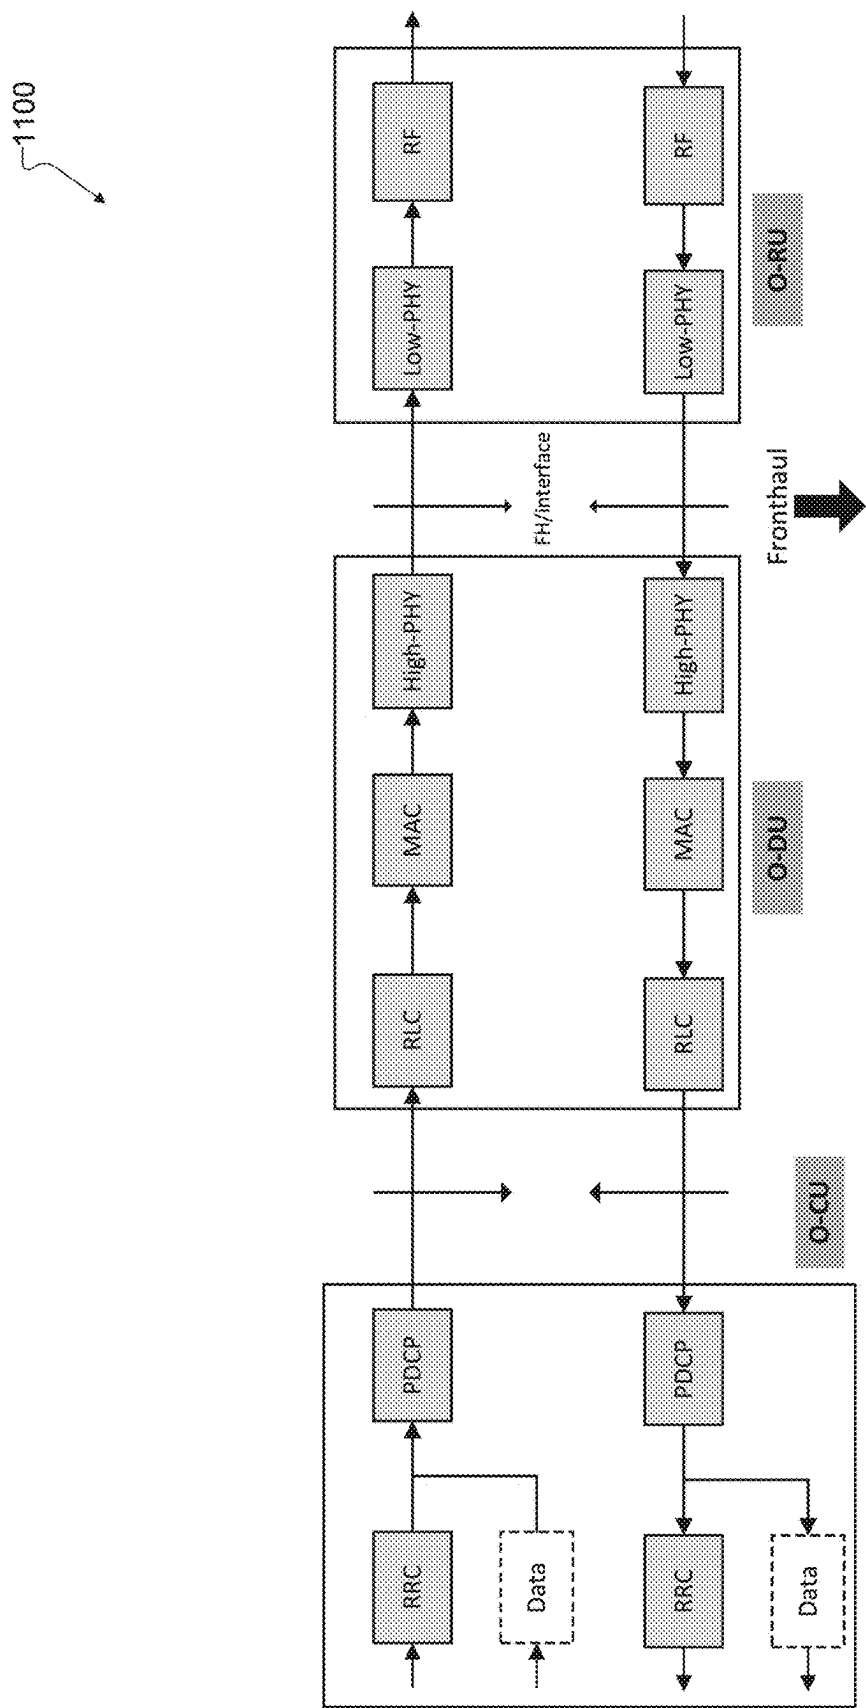 1100
RRC
PDCP
RLC
MAC
High-PHY
Low-PHY
RF
Data
FH/interface
RRC
PDCP
RLC
MAC
High-PHY
Low-PHY
RF
Data
O-CU
O-DU
Fronthaul
O-RU